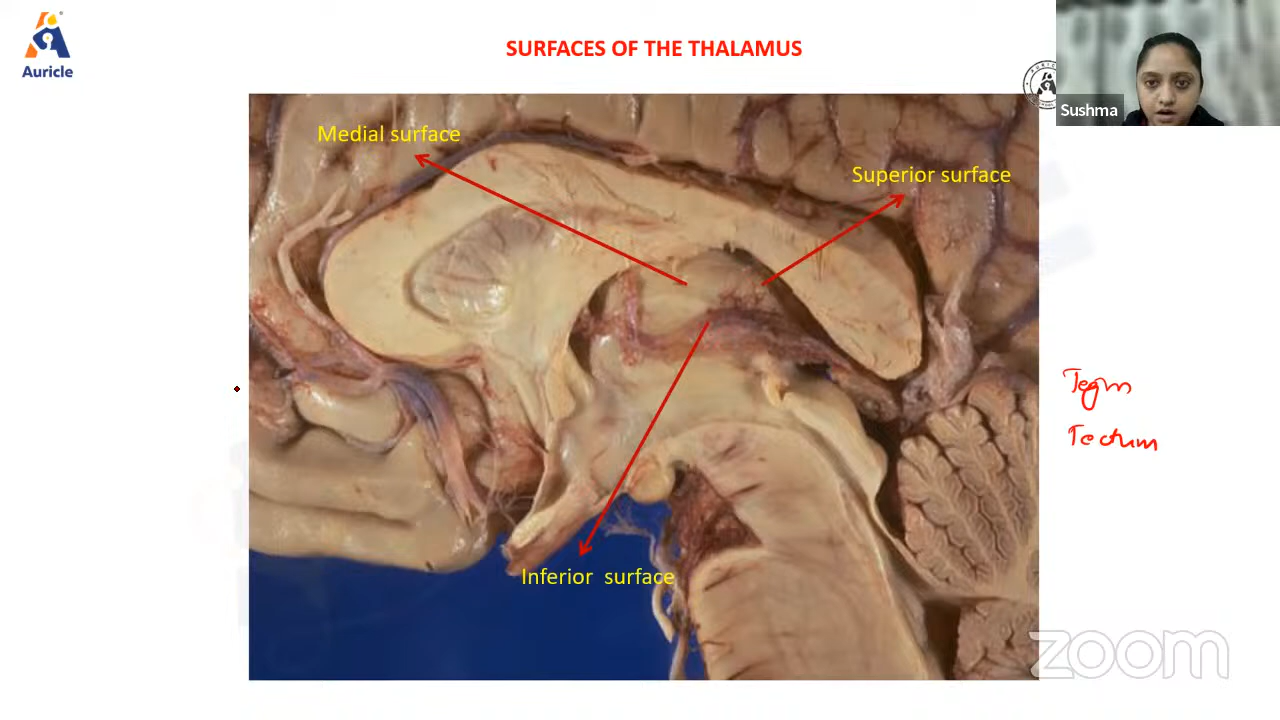 Auricle
SURFACES OF THE THALAMUS
Sushma
Medial surface
Superior surface
Tegm
Tectum
Inferior surface
zoom